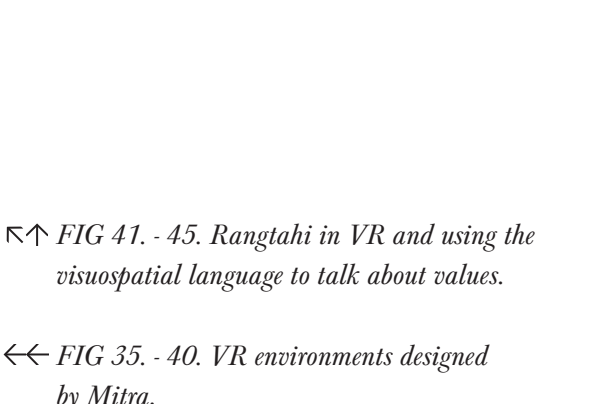 ↖↑ FIG 41. - 45. Rangtahi in VR and using the
visuospatial language to talk about values.
←← FIG 35. - 40. VR environments designed
by Mitra.